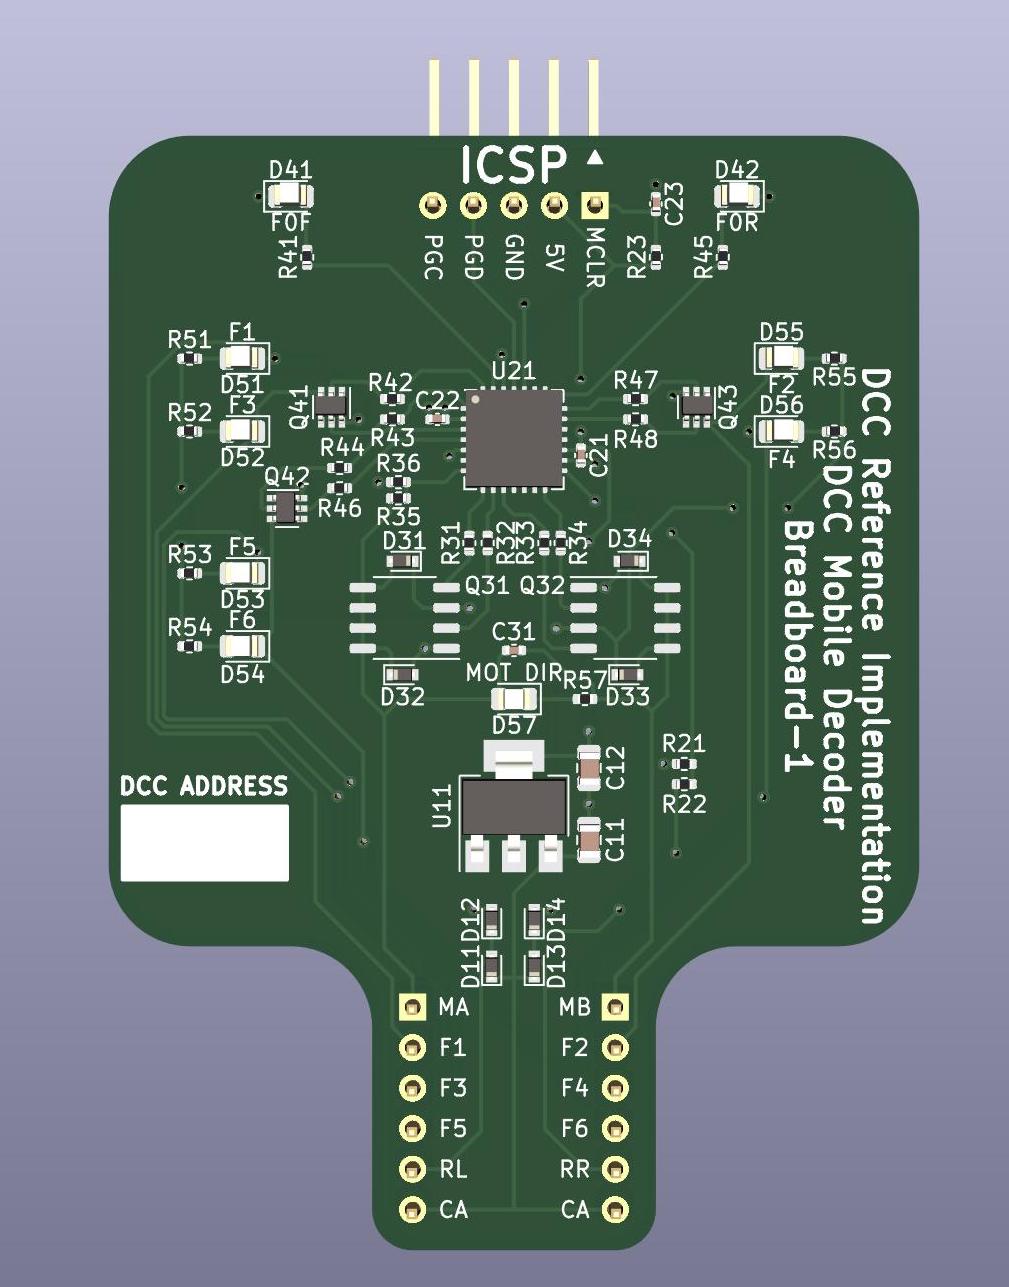 ICSP
D41
D42
F0F
F0R
C23
R41
R23
R45
PGC
PGD
GND
5V
MCLR
R51
F1
D51
R52
F3
D52
Q41
R42
R43
C22
U21
R47
R48
Q43
D55
F2
R55
D56
F4
R56
R44
Q42
R46
R36
R35
C21
R31
R32
R33
R34
D31
D34
Q31
Q32
R53
F5
D53
R54
F6
D54
C31
D32
MOT DIR
D57
R57
D33
DCC Reference Implementation
DCC Mobile Decoder
Breadboard-1
U11
C12
C11
R21
R22
DCC ADDRESS
D12
D14
D11
D13
MA
MB
F1
F2
F3
F4
F5
F6
RL
RR
CA
CA